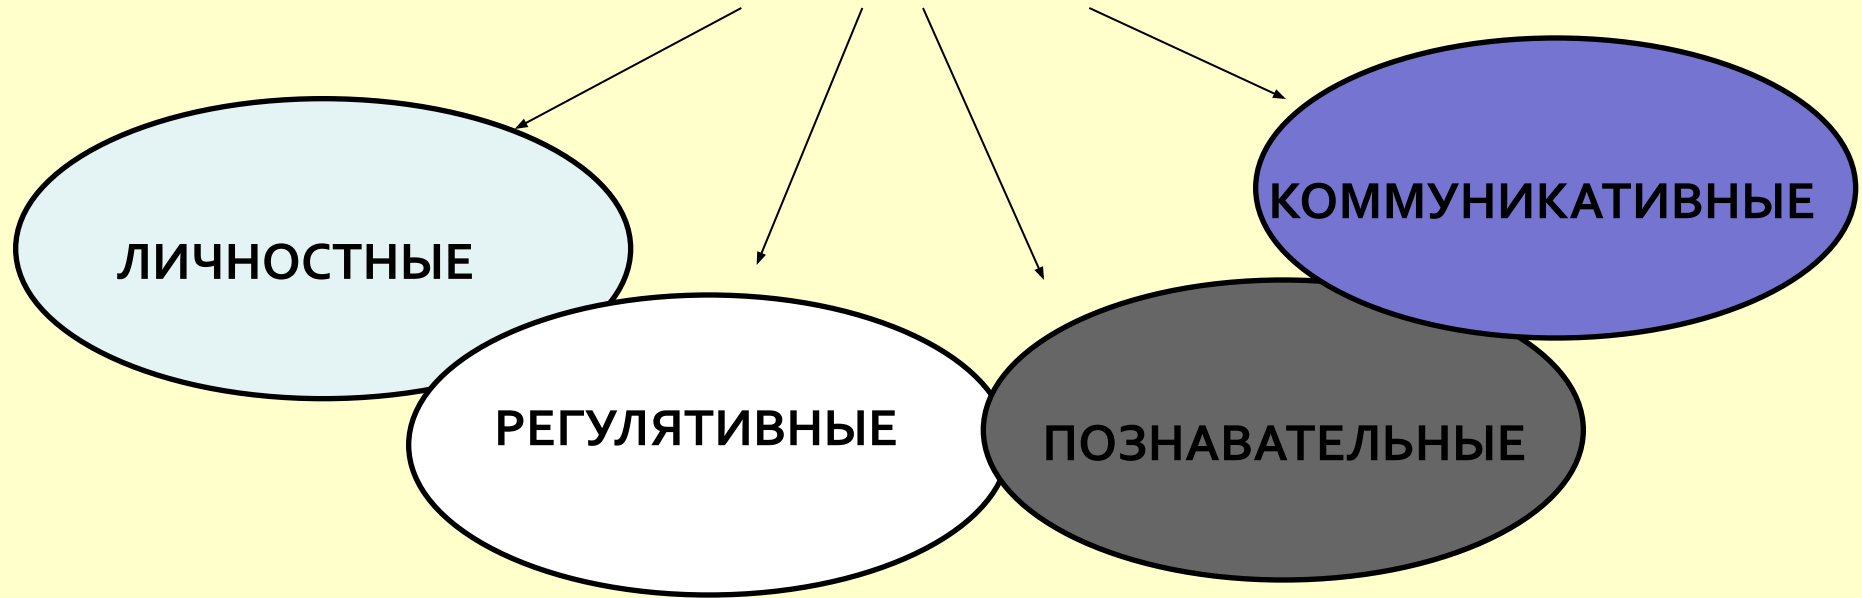 ЛИЧНОСТНЫЕ
РЕГУЛЯТИВНЫЕ
ПОЗНАВАТЕЛЬНЫЕ
КОММУНИКАТИВНЫЕ